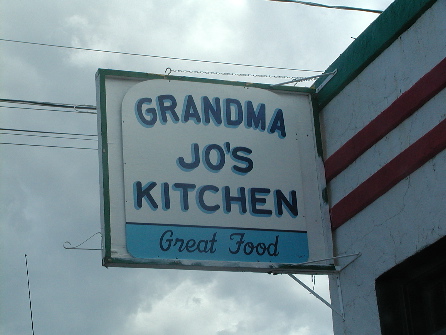 GRANDMA
JO'S
KITCHEN
Great Food